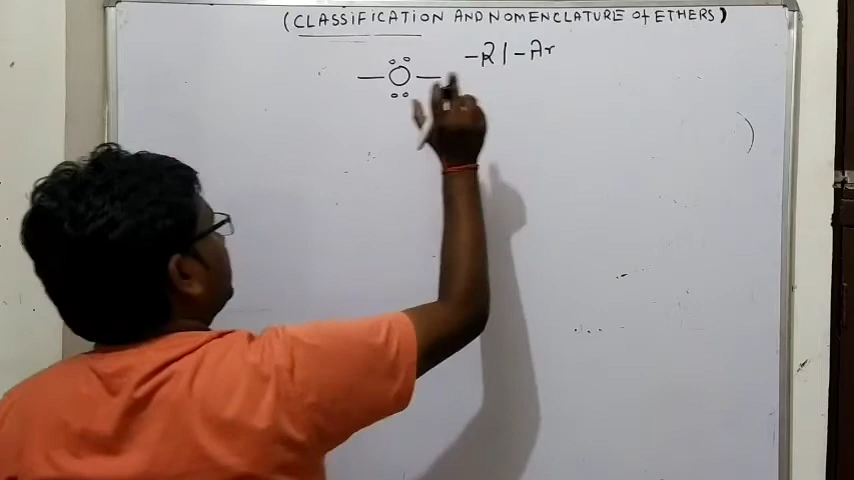 (CLASSIFICATION AND NOMENCLATURE of ETHERS)
–O– –R/–Ar
)